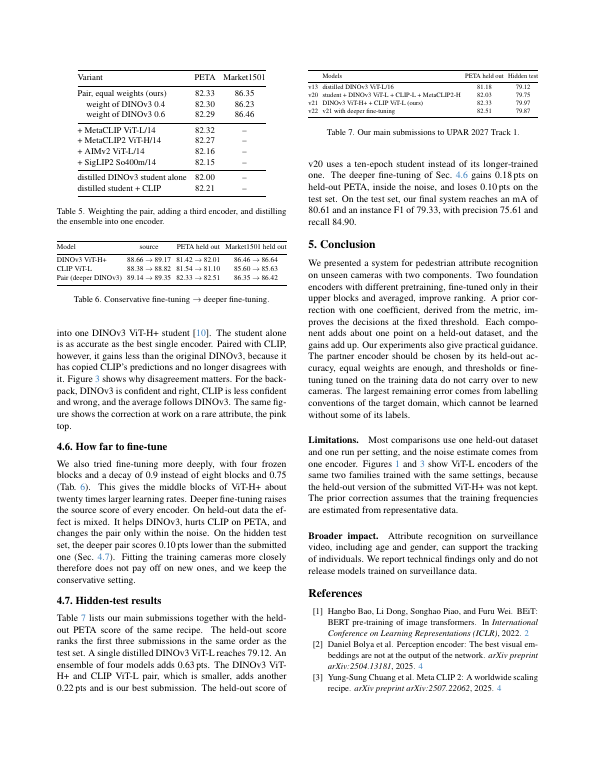 Variant PETA Market1501
Pair, equal weights (ours) 82.33 86.35
weight of DINOv3 0.4 82.30 86.23
weight of DINOv3 0.6 82.29 86.46
+ MetaCLIP ViT-L/14 82.32 –
+ MetaCLIP2 ViT-H/14 82.27 –
+ AIMv2 ViT-L/14 82.16 –
+ SigLIP2 So400m/14 82.15 –
distilled DINOv3 student alone 82.00 –
distilled student + CLIP 82.21 –
Table 5. Weighting the pair, adding a third encoder, and distilling
the ensemble into one encoder.
Model source PETA held out Market1501 held out
DINOv3 ViT-H+ 88.66 → 89.17 81.42 → 82.01 86.46 → 86.64
CLIP ViT-L 88.38 → 88.82 81.54 → 81.10 85.60 → 85.63
Pair (deeper DINOv3) 89.14 → 89.35 82.33 → 82.51 86.35 → 86.42
Table 6. Conservative fine-tuning → deeper fine-tuning.
into one DINOv3 ViT-H+ student [10]. The student alone
is as accurate as the best single encoder. Paired with CLIP,
however, it gains less than the original DINOv3, because it
has copied CLIP's predictions and no longer disagrees with
it. Figure 3 shows why disagreement matters. For the back-
pack, DINOv3 is confident and right, CLIP is less confident
and wrong, and the average follows DINOv3. The same fig-
ure shows the correction at work on a rare attribute, the pink
top.
4.6. How far to fine-tune
We also tried fine-tuning more deeply, with four frozen
blocks and a decay of 0.9 instead of eight blocks and 0.75
(Tab. 6). This gives the middle blocks of ViT-H+ about
twenty times larger learning rates. Deeper fine-tuning raises
the source score of every encoder. On held-out data the ef-
fect is mixed. It helps DINOv3, hurts CLIP on PETA, and
changes the pair only within the noise. On the hidden test
set, the deeper pair scores 0.10 pts lower than the submitted
one (Sec. 4.7). Fitting the training cameras more closely
therefore does not pay off on new ones, and we keep the
conservative setting.
4.7. Hidden-test results
Table 7 lists our main submissions together with the held-
out PETA score of the same recipe. The held-out score
ranks the first three submissions in the same order as the
test set. A single distilled DINOv3 ViT-L reaches 79.12. An
ensemble of four models adds 0.63 pts. The DINOv3 ViT-
H+ and CLIP ViT-L pair, which is smaller, adds another
0.22 pts and is our best submission. The held-out score of
Models PETA held out Hidden test
v13 distilled DINOv3 ViT-L/16 81.18 79.12
v20 student + DINOv3 ViT-L + CLIP-L + MetaCLIP2-H 82.03 79.75
v21 DINOv3 ViT-H+ + CLIP ViT-L (ours) 82.33 79.97
v22 v21 with deeper fine-tuning 82.51 79.87
Table 7. Our main submissions to UPAR 2027 Track 1.
v20 uses a ten-epoch student instead of its longer-trained
one. The deeper fine-tuning of Sec. 4.6 gains 0.18 pts on
held-out PETA, inside the noise, and loses 0.10 pts on the
test set. On the test set, our final system reaches an mA of
80.61 and an instance F1 of 79.33, with precision 75.61 and
recall 84.90.
5. Conclusion
We presented a system for pedestrian attribute recognition
on unseen cameras with two components. Two foundation
encoders with different pretraining, fine-tuned only in their
upper blocks and averaged, improve ranking. A prior cor-
rection with one coefficient, derived from the metric, im-
proves the decisions at the fixed threshold. Each compo-
nent adds about one point on a held-out dataset, and the
gains add up. Our experiments also give practical guidance.
The partner encoder should be chosen by its held-out ac-
curacy, equal weights are enough, and thresholds or fine-
tuning tuned on the training data do not carry over to new
cameras. The largest remaining error comes from labelling
conventions of the target domain, which cannot be learned
without some of its labels.
Limitations. Most comparisons use one held-out dataset
and one run per setting, and the noise estimate comes from
one encoder. Figures 1 and 3 show ViT-L encoders of the
same two families trained with the same settings, because
the held-out version of the submitted ViT-H+ was not kept.
The prior correction assumes that the training frequencies
are estimated from representative data.
Broader impact. Attribute recognition on surveillance
video, including age and gender, can support the tracking
of individuals. We report technical findings only and do not
release models trained on surveillance data.
References
[1] Hangbo Bao, Li Dong, Songhao Piao, and Furu Wei. BEiT:
BERT pre-training of image transformers. In International
Conference on Learning Representations (ICLR), 2022. 2
[2] Daniel Bolya et al. Perception encoder: The best visual em-
beddings are not at the output of the network. arXiv preprint
arXiv:2504.13181, 2025. 4
[3] Yung-Sung Chuang et al. Meta CLIP 2: A worldwide scaling
recipe. arXiv preprint arXiv:2507.22062, 2025. 4